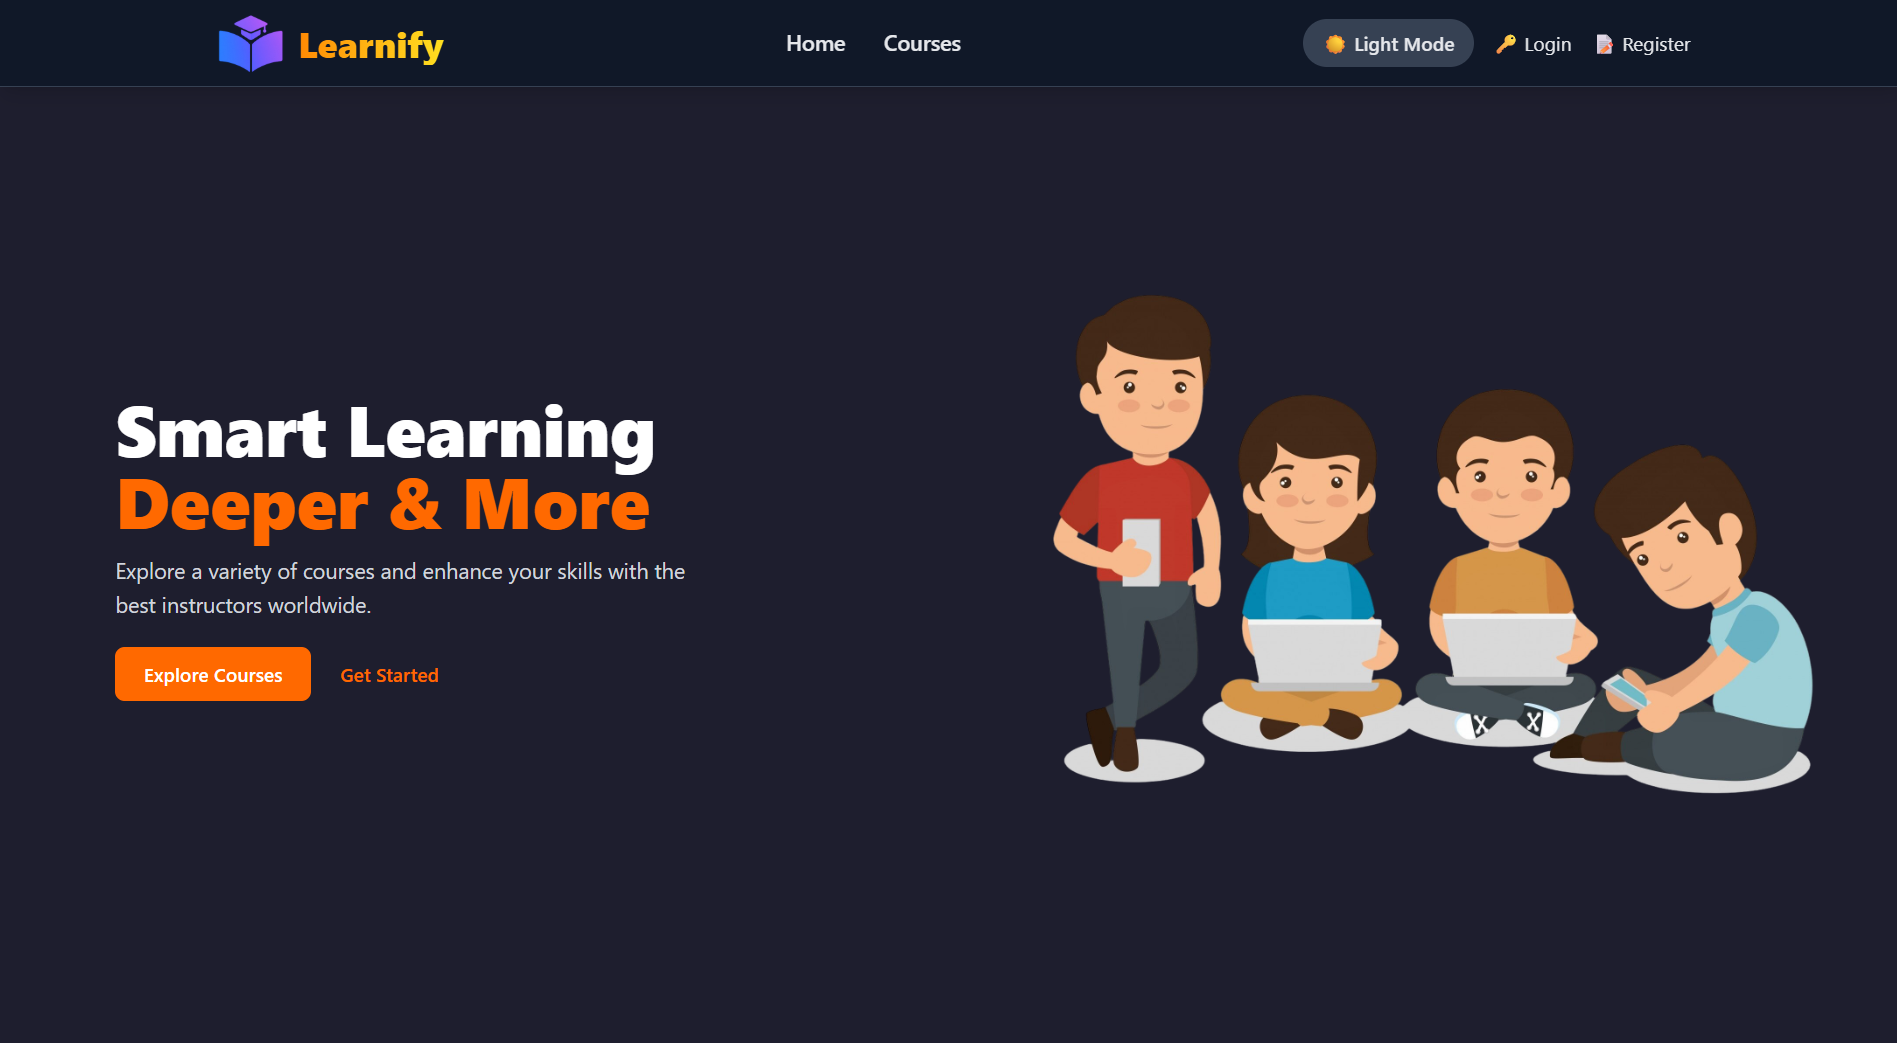 Learnify
Home
Courses
Light Mode
Login
Register
Smart Learning
Deeper & More
Explore a variety of courses and enhance your skills with the
best instructors worldwide.
Explore Courses
Get Started